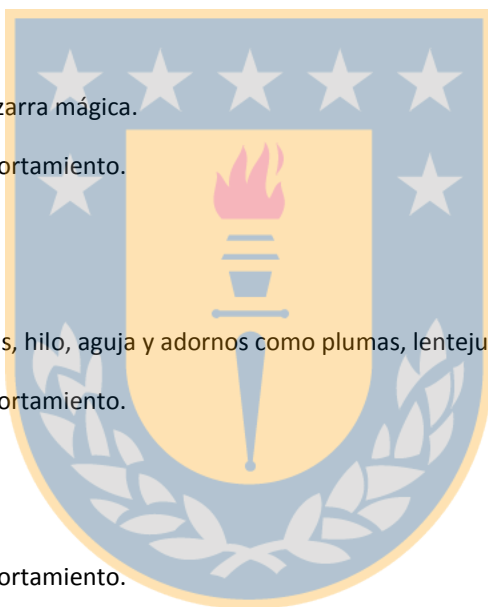 zarra mágica.
ortamiento.
s, hilo, aguja y adornos como plumas, lenteju
ortamiento.
ortamiento.